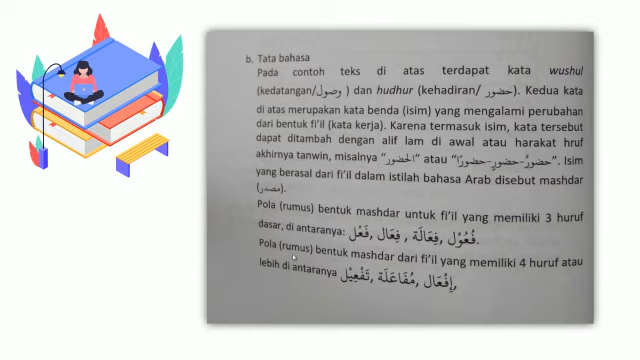 b. Tata bahasa
Pada contoh teks di atas terdapat kata wushul
(kedatangan/وصول ) dan hudhur (kehadiran/ حضور). Kedua kata
di atas merupakan kata benda (isim) yang mengalami perubahan
dari bentuk fi'il (kata kerja). Karena termasuk isim, kata tersebut
dapat ditambah dengan alif lam di awal atau harakat hruf
akhirnya tanwin, misalnya "الحضور" atau "حضورٌ-حضورٍ-حضورًا". Isim
yang berasal dari fi'il dalam istilah bahasa Arab disebut mashdar
(مصدر).
Pola (rumus) bentuk mashdar untuk fi'il yang memiliki 3 huruf
dasar, di antaranya: فَعْل, فِعَال, فِعَالَة, فُعُوْل.
Pola (rumus) bentuk mashdar dari fi'il yang memiliki 4 huruf atau
lebih di antaranya تَفْعِيْل, مُفَاعَلَة, إِفْعَال,